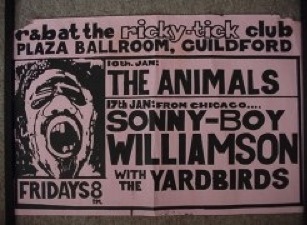 r&b at the ricky-tick club
PLAZA BALLROOM, GUILDFORD
10th. JAN:
THE ANIMALS
17th JAN: FROM CHICAGO....
SONNY-BOY
WILLIAMSON
WITH THE YARDBIRDS
FRIDAYS 8 PM.